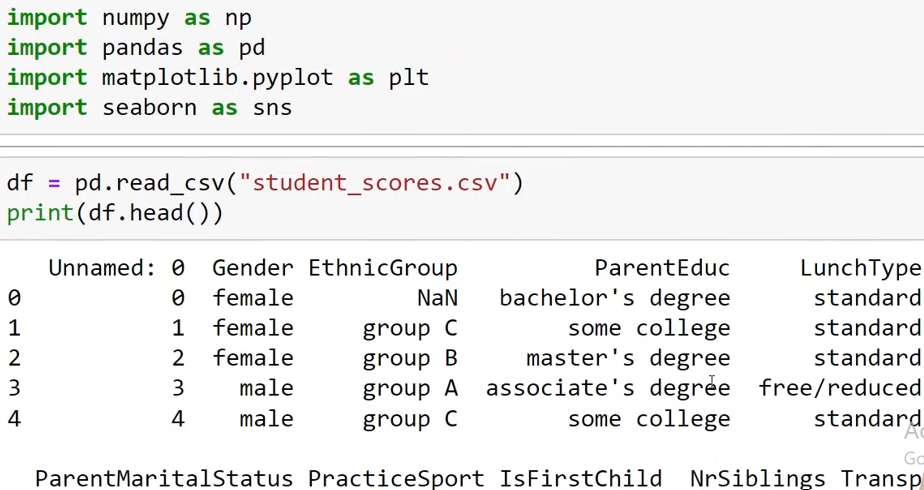 import numpy as np
import pandas as pd
import matplotlib.pyplot as plt
import seaborn as sns
df = pd.read_csv("student_scores.csv")
print(df.head())
Unnamed: 0 Gender EthnicGroup ParentEduc LunchType
0 0 female NaN bachelor's degree standard
1 1 female group C some college standard
2 2 female group B master's degree standard
3 3 male group A associate's degree free/reduced
4 4 male group C some college standard
ParentMaritalStatus PracticeSport IsFirstChild NrSiblings Transp